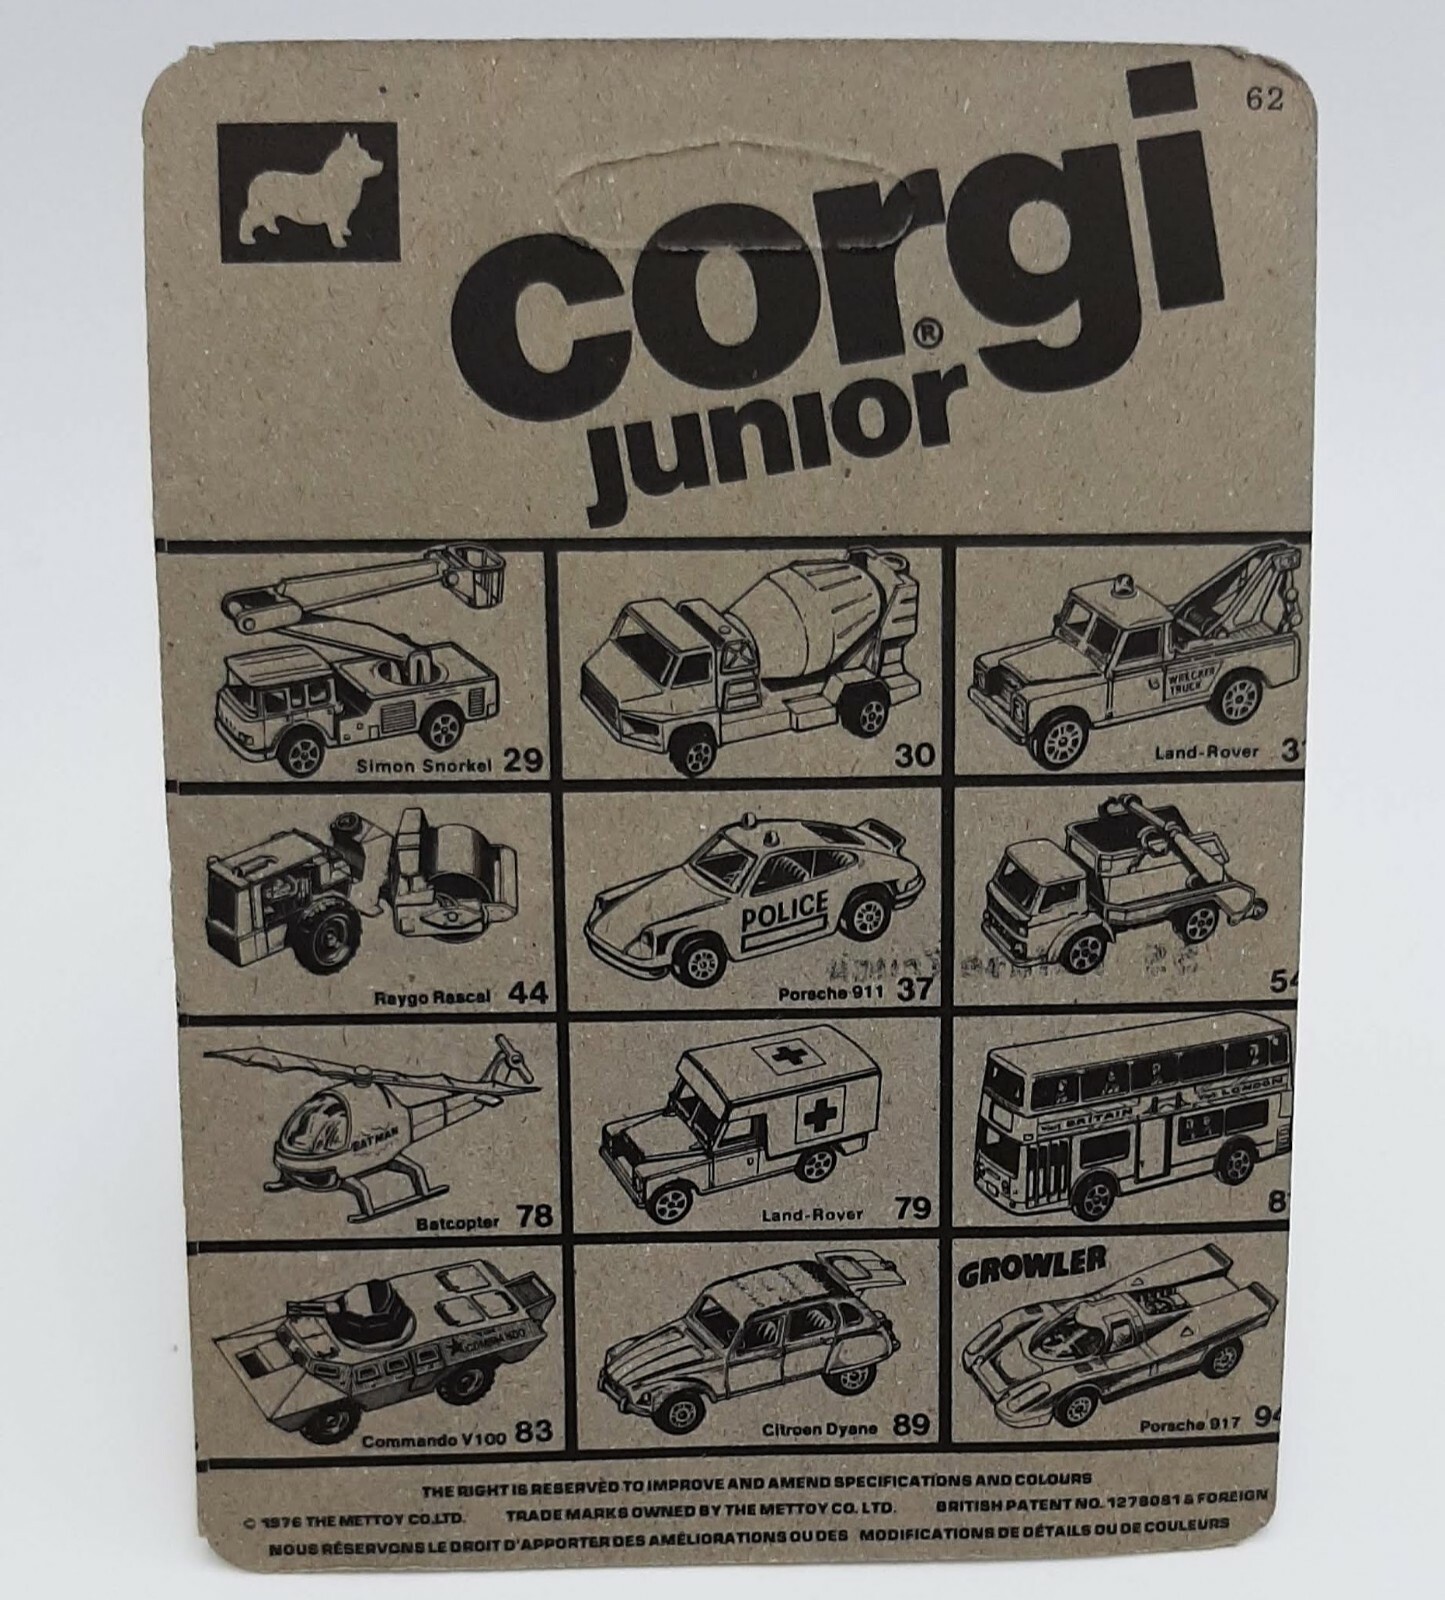 62
corgi
®
junior
WRECKER
TRUCK
Simon Snorkel 29
30
Land-Rover 3
POLICE
Raygo Rascal 44
Porsche 911 37
54
BATMAN
BRITAIN LONDON
Batcopter 78
Land-Rover 79
8
GROWLER
COMMANDO
Commando V100 83
Citroen Dyane 89
Porsche 917 94
THE RIGHT IS RESERVED TO IMPROVE AND AMEND SPECIFICATIONS AND COLOURS
© 1976 THE METTOY CO.LTD. TRADE MARKS OWNED BY THE METTOY CO. LTD. BRITISH PATENT NO. 1278081 & FOREIGN
NOUS RÉSERVONS LE DROIT D'APPORTER DES AMÉLIORATIONS OU DES MODIFICATIONS DE DÉTAILS OU DE COULEURS